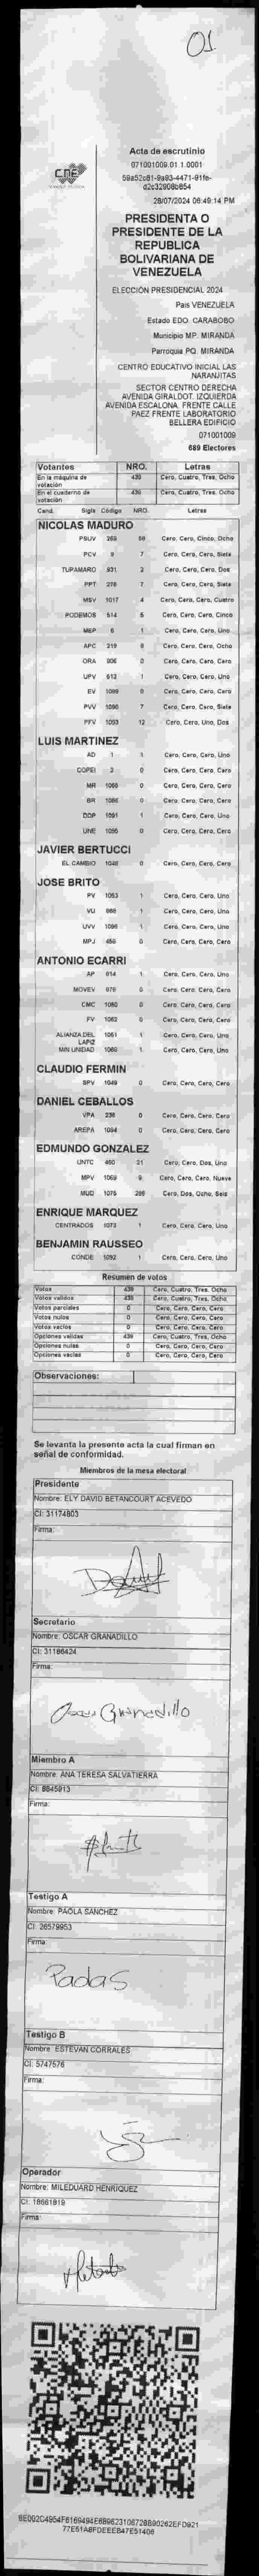 01
cne
Acta de escrutinio
071001009.01.1.0001
59a52c81-9a93-4471-91fe-
d2c32908b854
28/07/2024 08:49:14 PM
PRESIDENTA O
PRESIDENTE DE LA
REPUBLICA
BOLIVARIANA DE
VENEZUELA
ELECCIÓN PRESIDENCIAL 2024
Pais VENEZUELA
Estado EDO. CARABOBO
Municipio MP. MIRANDA
Parroquia PQ. MIRANDA
CENTRO EDUCATIVO INICIAL LAS
NARANJITAS
SECTOR CENTRO DERECHA
AVENIDA GIRALDOT. IZQUIERDA
AVENIDA ESCALONA. FRENTE CALLE
PAEZ FRENTE LABORATORIO
BELLERA EDIFICIO
071001009
689 Electores
Votantes NRO. Letras
En la máquina de votación 438 Cero, Cuatro, Tres, Ocho
En el cuaderno de votación 438 Cero, Cuatro, Tres, Ocho
Cand. Sigla Código NRO. Letras
NICOLAS MADURO
PSUV 268 58 Cero, Cero, Cinco, Ocho
PCV 9 7 Cero, Cero, Cero, Siete
TUPAMARO 931 2 Cero, Cero, Cero, Dos
PPT 278 7 Cero, Cero, Cero, Siete
MSV 1017 4 Cero, Cero, Cero, Cuatro
PODEMOS 514 5 Cero, Cero, Cero, Cinco
MEP 6 1 Cero, Cero, Cero, Uno
APC 219 8 Cero, Cero, Cero, Ocho
ORA 906 0 Cero, Cero, Cero, Cero
UPV 612 1 Cero, Cero, Cero, Uno
EV 1089 0 Cero, Cero, Cero, Cero
PVV 1090 7 Cero, Cero, Cero, Siete
PFV 1093 12 Cero, Cero, Uno, Dos
LUIS MARTINEZ
AD 1 1 Cero, Cero, Cero, Uno
COPEI 3 0 Cero, Cero, Cero, Cero
MR 1066 0 Cero, Cero, Cero, Cero
BR 1086 0 Cero, Cero, Cero, Cero
DDP 1091 1 Cero, Cero, Cero, Uno
UNE 1095 0 Cero, Cero, Cero, Cero
JAVIER BERTUCCI
EL CAMBIO 1048 0 Cero, Cero, Cero, Cero
JOSE BRITO
PV 1053 1 Cero, Cero, Cero, Uno
VU 868 1 Cero, Cero, Cero, Uno
UVV 1096 1 Cero, Cero, Cero, Uno
MPJ 458 0 Cero, Cero, Cero, Cero
ANTONIO ECARRI
AP 814 1 Cero, Cero, Cero, Uno
MOVEV 978 0 Cero, Cero, Cero, Cero
CMC 1050 0 Cero, Cero, Cero, Cero
FV 1062 0 Cero, Cero, Cero, Cero
ALIANZA DEL LAPIZ 1051 1 Cero, Cero, Cero, Uno
MIN UNIDAD 1069 1 Cero, Cero, Cero, Uno
CLAUDIO FERMIN
SPV 1049 0 Cero, Cero, Cero, Cero
DANIEL CEBALLOS
VPA 238 0 Cero, Cero, Cero, Cero
AREPA 1094 0 Cero, Cero, Cero, Cero
EDMUNDO GONZALEZ
UNTC 460 21 Cero, Cero, Dos, Uno
MPV 1069 9 Cero, Cero, Cero, Nueve
MUD 1075 286 Cero, Dos, Ocho, Seis
ENRIQUE MARQUEZ
CENTRADOS 1073 1 Cero, Cero, Cero, Uno
BENJAMIN RAUSSEO
CONDE 1092 1 Cero, Cero, Cero, Uno
Resumen de votos
Votos 438 Cero, Cuatro, Tres, Ocho
Votos validos 438 Cero, Cuatro, Tres, Ocho
Votos parciales 0 Cero, Cero, Cero, Cero
Votos nulos 0 Cero, Cero, Cero, Cero
Votos vacios 0 Cero, Cero, Cero, Cero
Opciones validas 438 Cero, Cuatro, Tres, Ocho
Opciones nulas 0 Cero, Cero, Cero, Cero
Opciones vacias 0 Cero, Cero, Cero, Cero
Observaciones:
Se levanta la presente acta la cual firman en
señal de conformidad.
Miembros de la mesa electoral
Presidente
Nombre: ELY DAVID BETANCOURT ACEVEDO
CI: 31174803
Firma:
Secretario
Nombre: OSCAR GRANADILLO
CI: 31186424
Firma:
Oscar Granadillo
Miembro A
Nombre: ANA TERESA SALVATIERRA
CI: 8845913
Firma:
Testigo A
Nombre: PAOLA SANCHEZ
CI: 26579953
Firma:
Testigo B
Nombre: ESTEVAN CORRALES
CI: 5747576
Firma:
Operador
Nombre: MILEDUARD HENRIQUEZ
CI: 18661919
Firma: